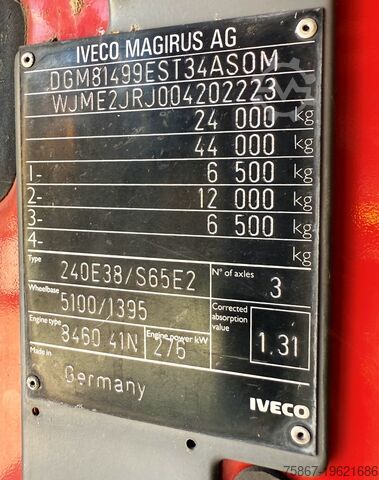 IVECO MAGIRUS AG
DGM81499EST34ASOM
WJME2JRJ004202223
24 000 kg
44 000 kg
1- 6 500 kg
2- 12 000 kg
3- 6 500 kg
4- kg
Type 240E38/S65E2
N° of axles 3
Wheelbase 5100/1395
Corrected absorption value 1.31
Engine type 8460 41N
Engine power kW 276
Made in Germany
IVECO
75867-19621686